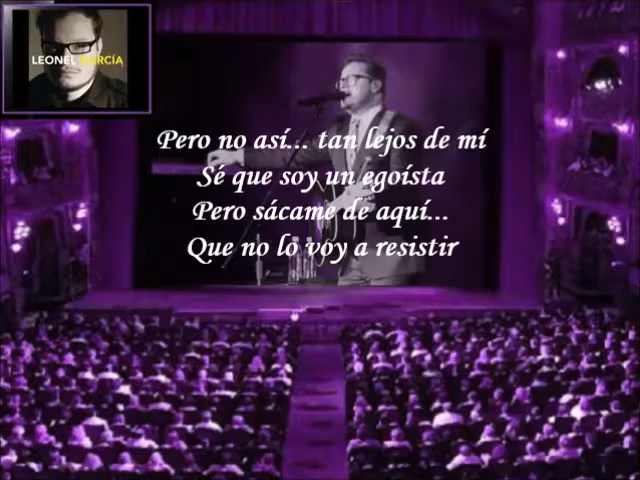 LEONEL GARCÍA
Pero no así... tan lejos de mí
Sé que soy un egoísta
Pero sácame de aquí...
Que no lo voy a resistir